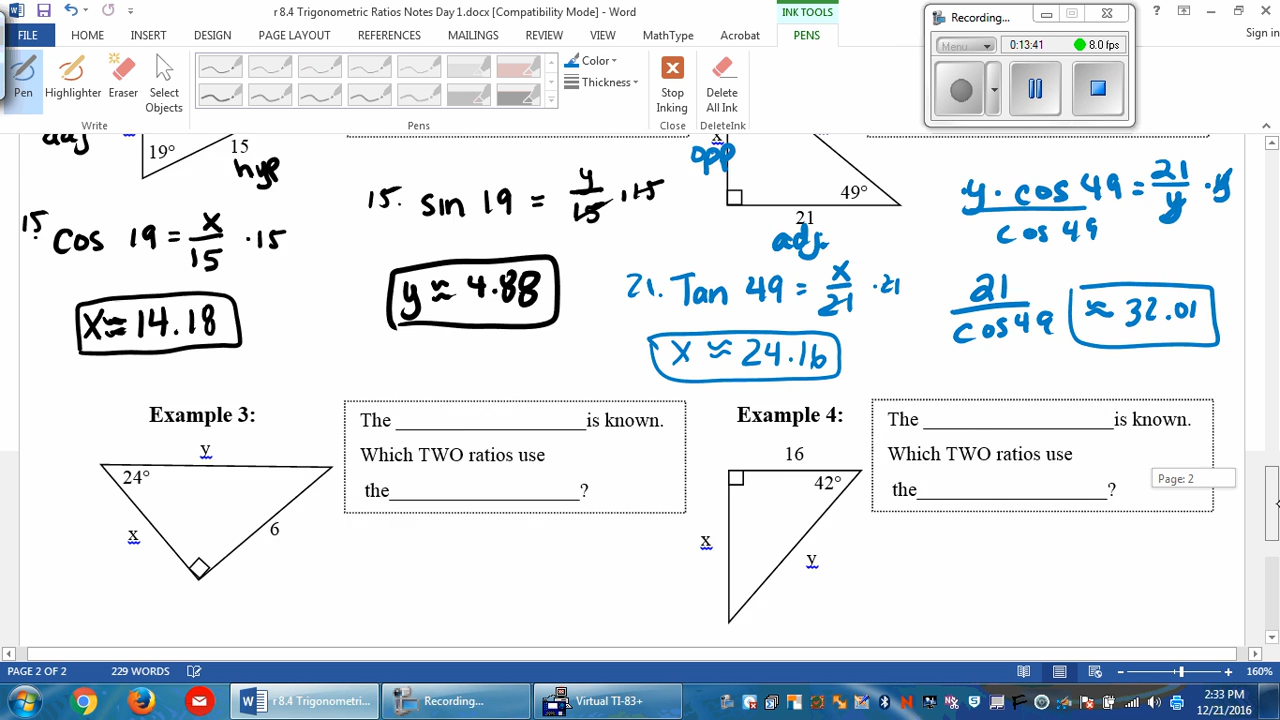 r 8.4 Trigonometric Ratios Notes Day 1.docx [Compatibility Mode] - Word
INK TOOLS
FILE HOME INSERT DESIGN PAGE LAYOUT REFERENCES MAILINGS REVIEW VIEW MathType Acrobat PENS
Sign in
Recording...
Menu
0:13:41
8.0 fps
Pen Highlighter Eraser Select Objects
Color
Thickness
Stop Inking
Delete All Ink
Write
Pens
Close
DeleteInk
adj
19°
15
hyp
15. cos 19 = x/15 · 15
x ≈ 14.18
15. sin 19 = y/15 · 15
y ≈ 4.88
x
opp
49°
21
adj.
21. Tan 49 = x/21 · 21
x ≈ 24.16
y · cos 49 = 21/y · y
cos 49
21/cos 49 ≈ 32.01
Example 3:
y
24°
x
6
The ____________________is known.
Which TWO ratios use
the____________________?
Example 4:
16
42°
x
y
The ____________________is known.
Which TWO ratios use
the____________________?
Page: 2
PAGE 2 OF 2 229 WORDS
160%
r 8.4 Trigonometri...
Recording...
Virtual TI-83+
2:33 PM
12/21/2016